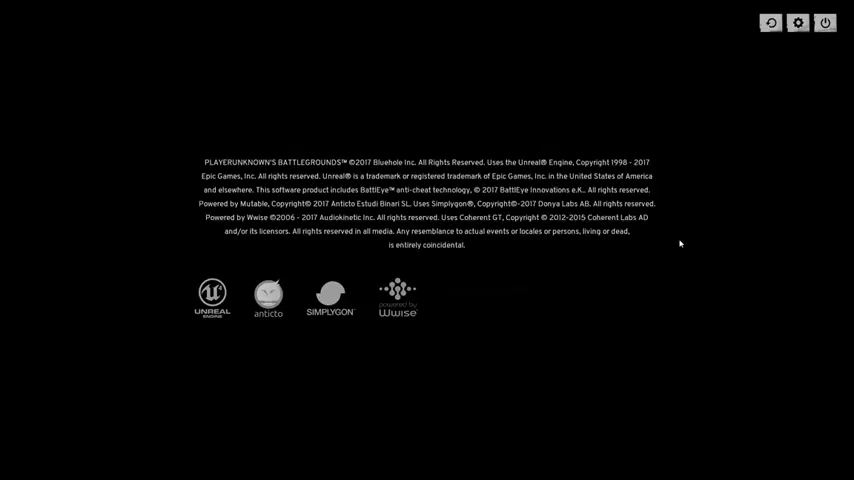 PLAYERUNKNOWN'S BATTLEGROUNDS™ ©2017 Bluehole Inc. All Rights Reserved. Uses the Unreal® Engine, Copyright 1998 - 2017
Epic Games, Inc. All rights reserved. Unreal® is a trademark or registered trademark of Epic Games, Inc. in the United States of America
and elsewhere. This software product includes BattlEye™ anti-cheat technology, © 2017 BattlEye Innovations e.K.. All rights reserved.
Powered by Mutable, Copyright© 2017 Anticto Estudi Binari SL. Uses Simplygon®, Copyright©-2017 Donya Labs AB. All rights reserved.
Powered by Wwise ©2006 - 2017 Audiokinetic Inc. All rights reserved. Uses Coherent GT, Copyright © 2012-2015 Coherent Labs AD
and/or its licensors. All rights reserved in all media. Any resemblance to actual events or locales or persons, living or dead,
is entirely coincidental.
UNREAL
ENGINE
anticto
SIMPLYGON
powered by
Wwise